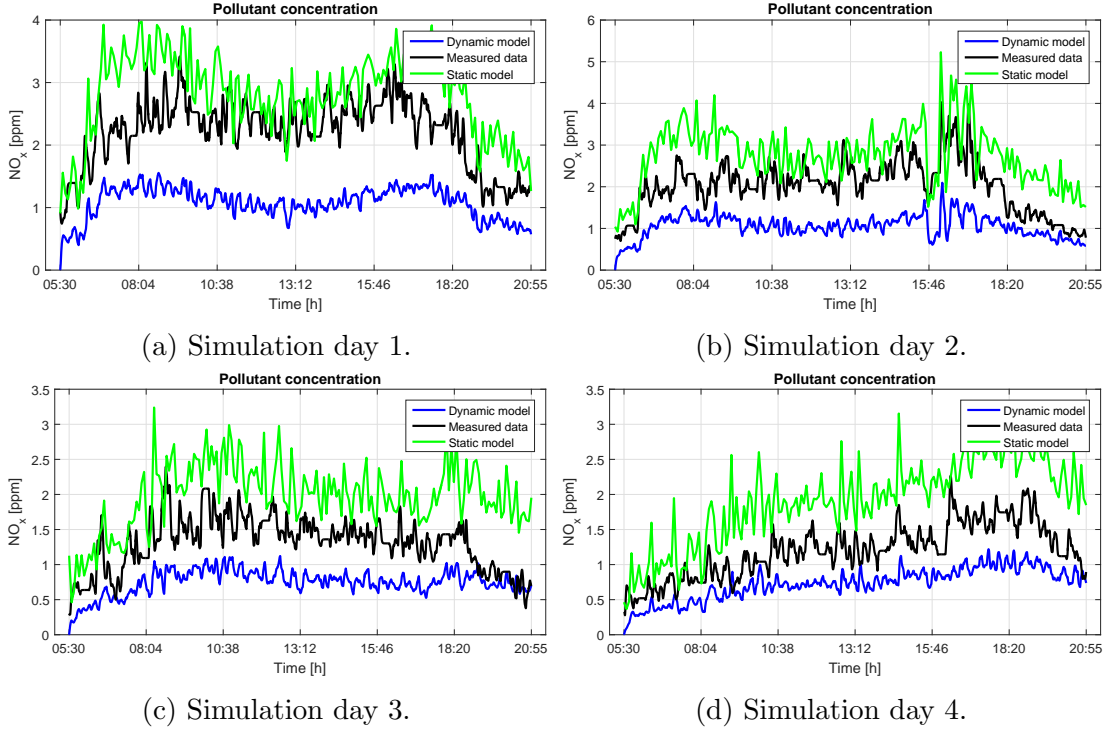 Pollutant concentration
4
3
2
1
0
NOx [ppm]
Dynamic model
Measured data
Static model
05:30 08:04 10:38 13:12 15:46 18:20 20:55
Time [h]
(a) Simulation day 1.
Pollutant concentration
6
5
4
3
2
1
0
NOx [ppm]
Dynamic model
Measured data
Static model
05:30 08:04 10:38 13:12 15:46 18:20 20:55
Time [h]
(b) Simulation day 2.
Pollutant concentration
3.5
3
2.5
2
1.5
1
0.5
0
NOx [ppm]
Dynamic model
Measured data
Static model
05:30 08:04 10:38 13:12 15:46 18:20 20:55
Time [h]
(c) Simulation day 3.
Pollutant concentration
3.5
3
2.5
2
1.5
1
0.5
0
NOx [ppm]
Dynamic model
Measured data
Static model
05:30 08:04 10:38 13:12 15:46 18:20 20:55
Time [h]
(d) Simulation day 4.